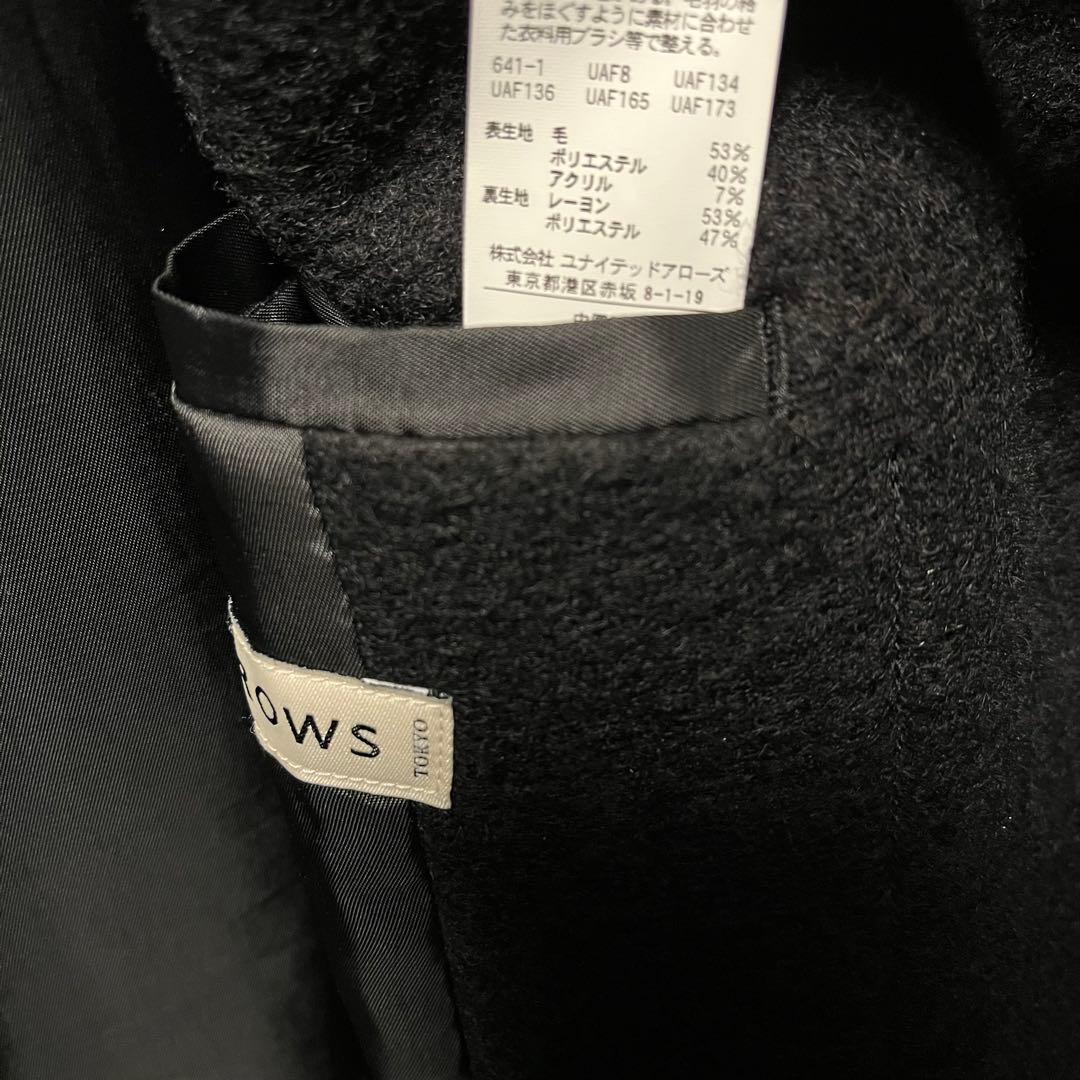 みをほぐすように素材に合わせ
た衣料用ブラシ等で整える。
641-1 UAF8 UAF134
UAF136 UAF165 UAF173
表生地 毛 53%
ポリエステル 40%
アクリル 7%
裏生地 レーヨン 53%
ポリエステル 47%
株式会社 ユナイテッドアローズ
東京都港区赤坂 8-1-19
ROWS
TOKYO